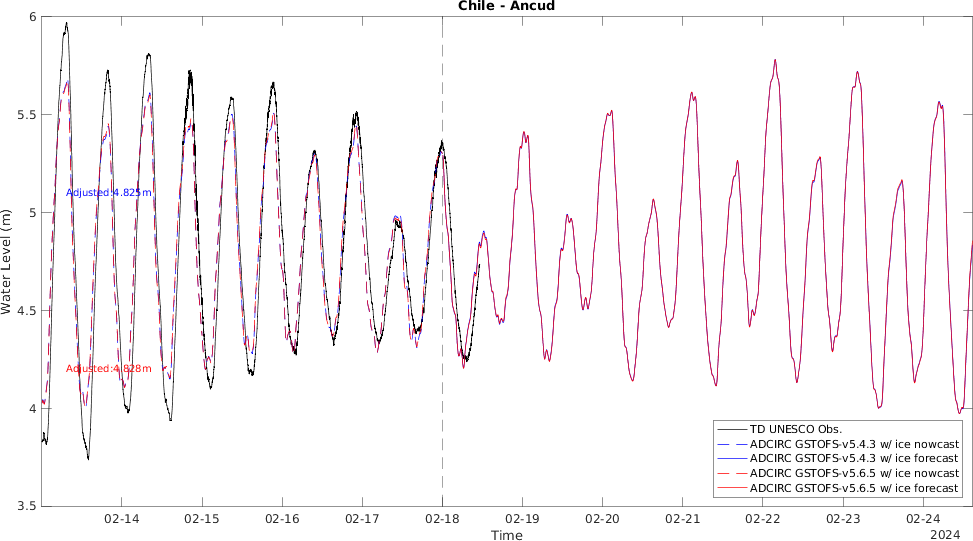 Chile - Ancud
6
5.5
5
4.5
4
3.5
Water Level (m)
Adjusted:4.825m
Adjusted:4.828m
TD UNESCO Obs.
ADCIRC GSTOFS-v5.4.3 w/ ice nowcast
ADCIRC GSTOFS-v5.4.3 w/ ice forecast
ADCIRC GSTOFS-v5.6.5 w/ ice nowcast
ADCIRC GSTOFS-v5.6.5 w/ ice forecast
02-14 02-15 02-16 02-17 02-18 02-19 02-20 02-21 02-22 02-23 02-24
Time
2024